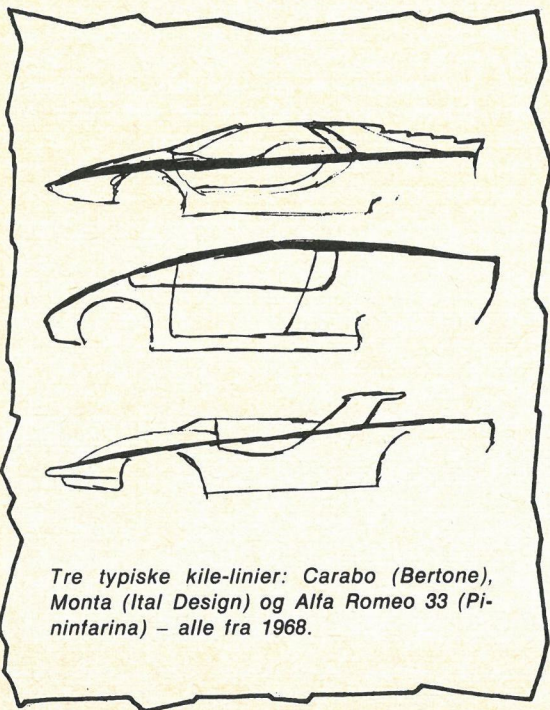 Tre typiske kile-linier: Carabo (Bertone),
Monta (Ital Design) og Alfa Romeo 33 (Pi-
ninfarina) – alle fra 1968.